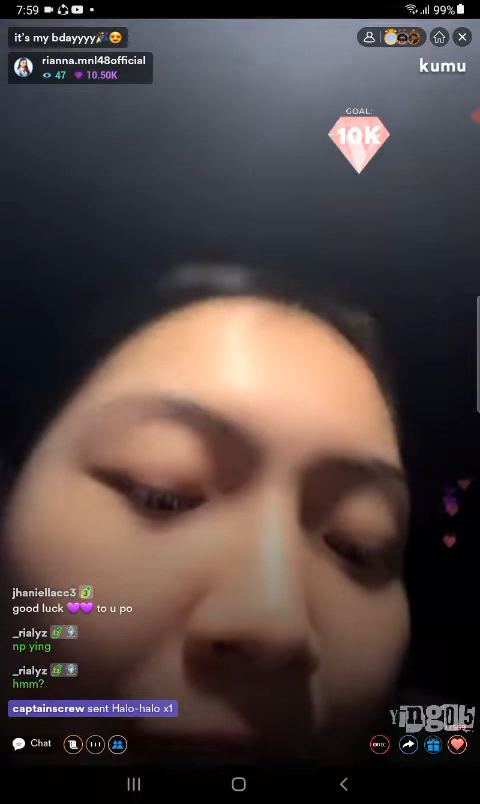 7:59
99%
it's my bdayyyy🎉😍
rianna.mnl48official
47 10.50K
kumu
GOAL:
10K
jhaniellacc3
good luck 💜💜 to u po
_rialyz
np ying
_rialyz
hmm?
captainscrew sent Halo-halo x1
Yingo15
Chat